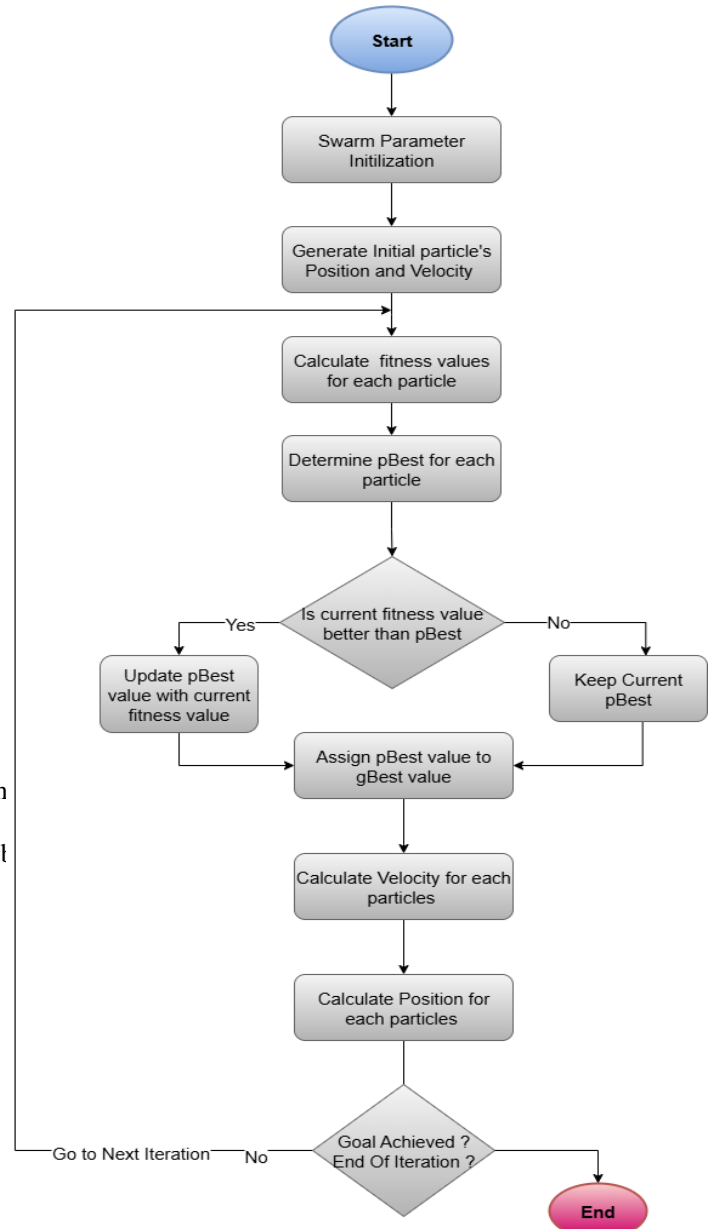 Start
Swarm Parameter
Initilization
Generate Initial particle's
Position and Velocity
Calculate fitness values
for each particle
Determine pBest for each
particle
Is current fitness value
better than pBest
Yes
No
Update pBest
value with current
fitness value
Keep Current
pBest
Assign pBest value to
gBest value
Calculate Velocity for each
particles
Calculate Position for
each particles
Goal Achieved ?
End Of Iteration ?
No
Go to Next Iteration
End